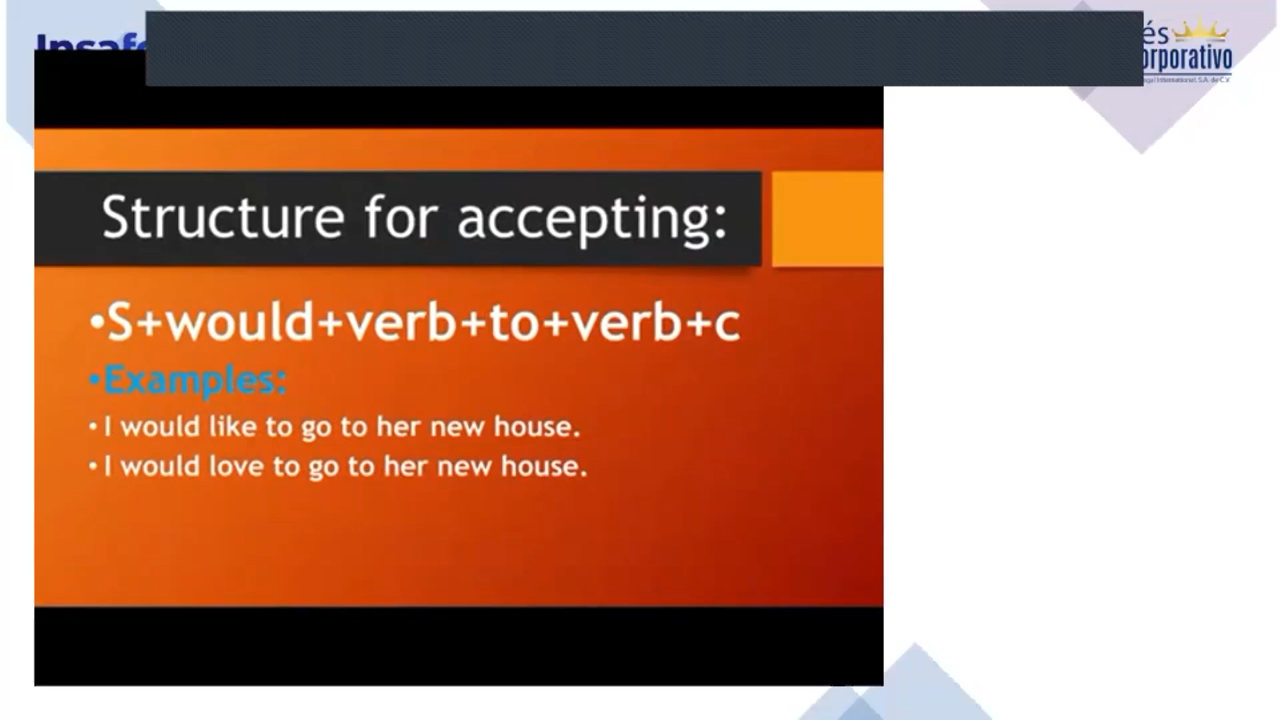 Structure for accepting:
•S+would+verb+to+verb+c
•Examples:
•I would like to go to her new house.
•I would love to go to her new house.